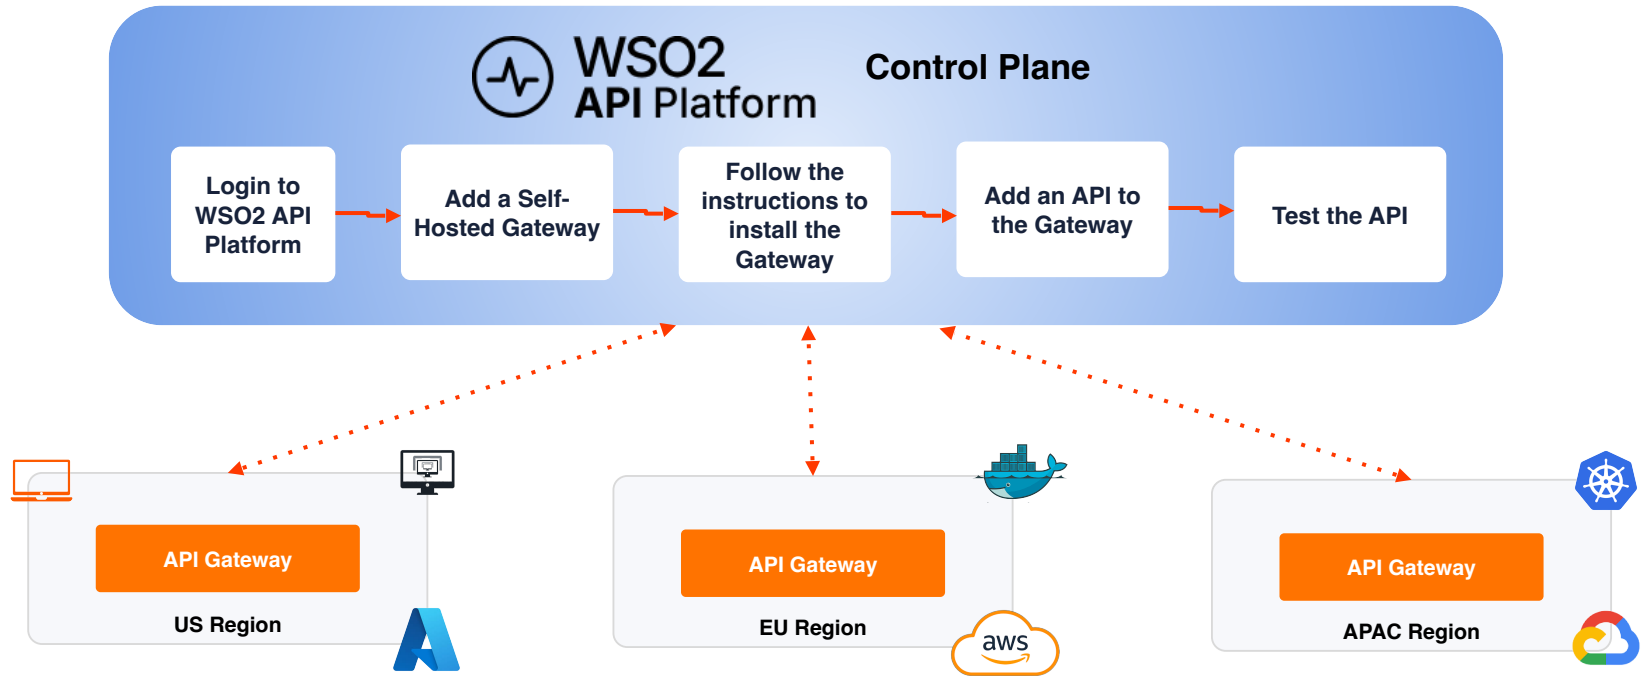 WSO2
API Platform
Control Plane
Login to
WSO2 API
Platform
Add a Self-
Hosted Gateway
Follow the
instructions to
install the
Gateway
Add an API to
the Gateway
Test the API
API Gateway
US Region
API Gateway
EU Region
aws
API Gateway
APAC Region